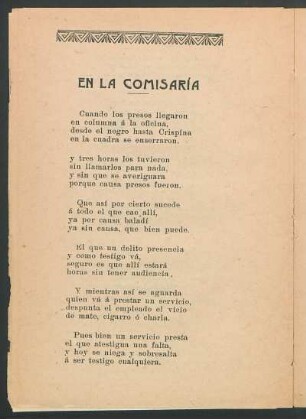 EN LA COMISARÍA
Cuando los presos llegaron
en columna á la oficina,
desde el negro hasta Crispina
en la cuadra se encerraron.
y tres horas los tuvieron
sin llamarlos para nada,
y sin que se averiguara
porque causa presos fueron.
Que así por cierto sucede
á todo el que cae allí,
ya por causa baladí
ya sin causa, que bien puede.
El que un delito presencia
y como testigo vá,
seguro es que allí estará
horas sin tener audiencia,
Y mientras así se aguarda
quien vá á prestar un servicio,
despunta el empleado el vicio
de mate, cigarro ó charla.
Pues bien un servicio presta
el que atestigua una falta,
y hoy se niega y sobresalta
á ser testigo cualquiera.